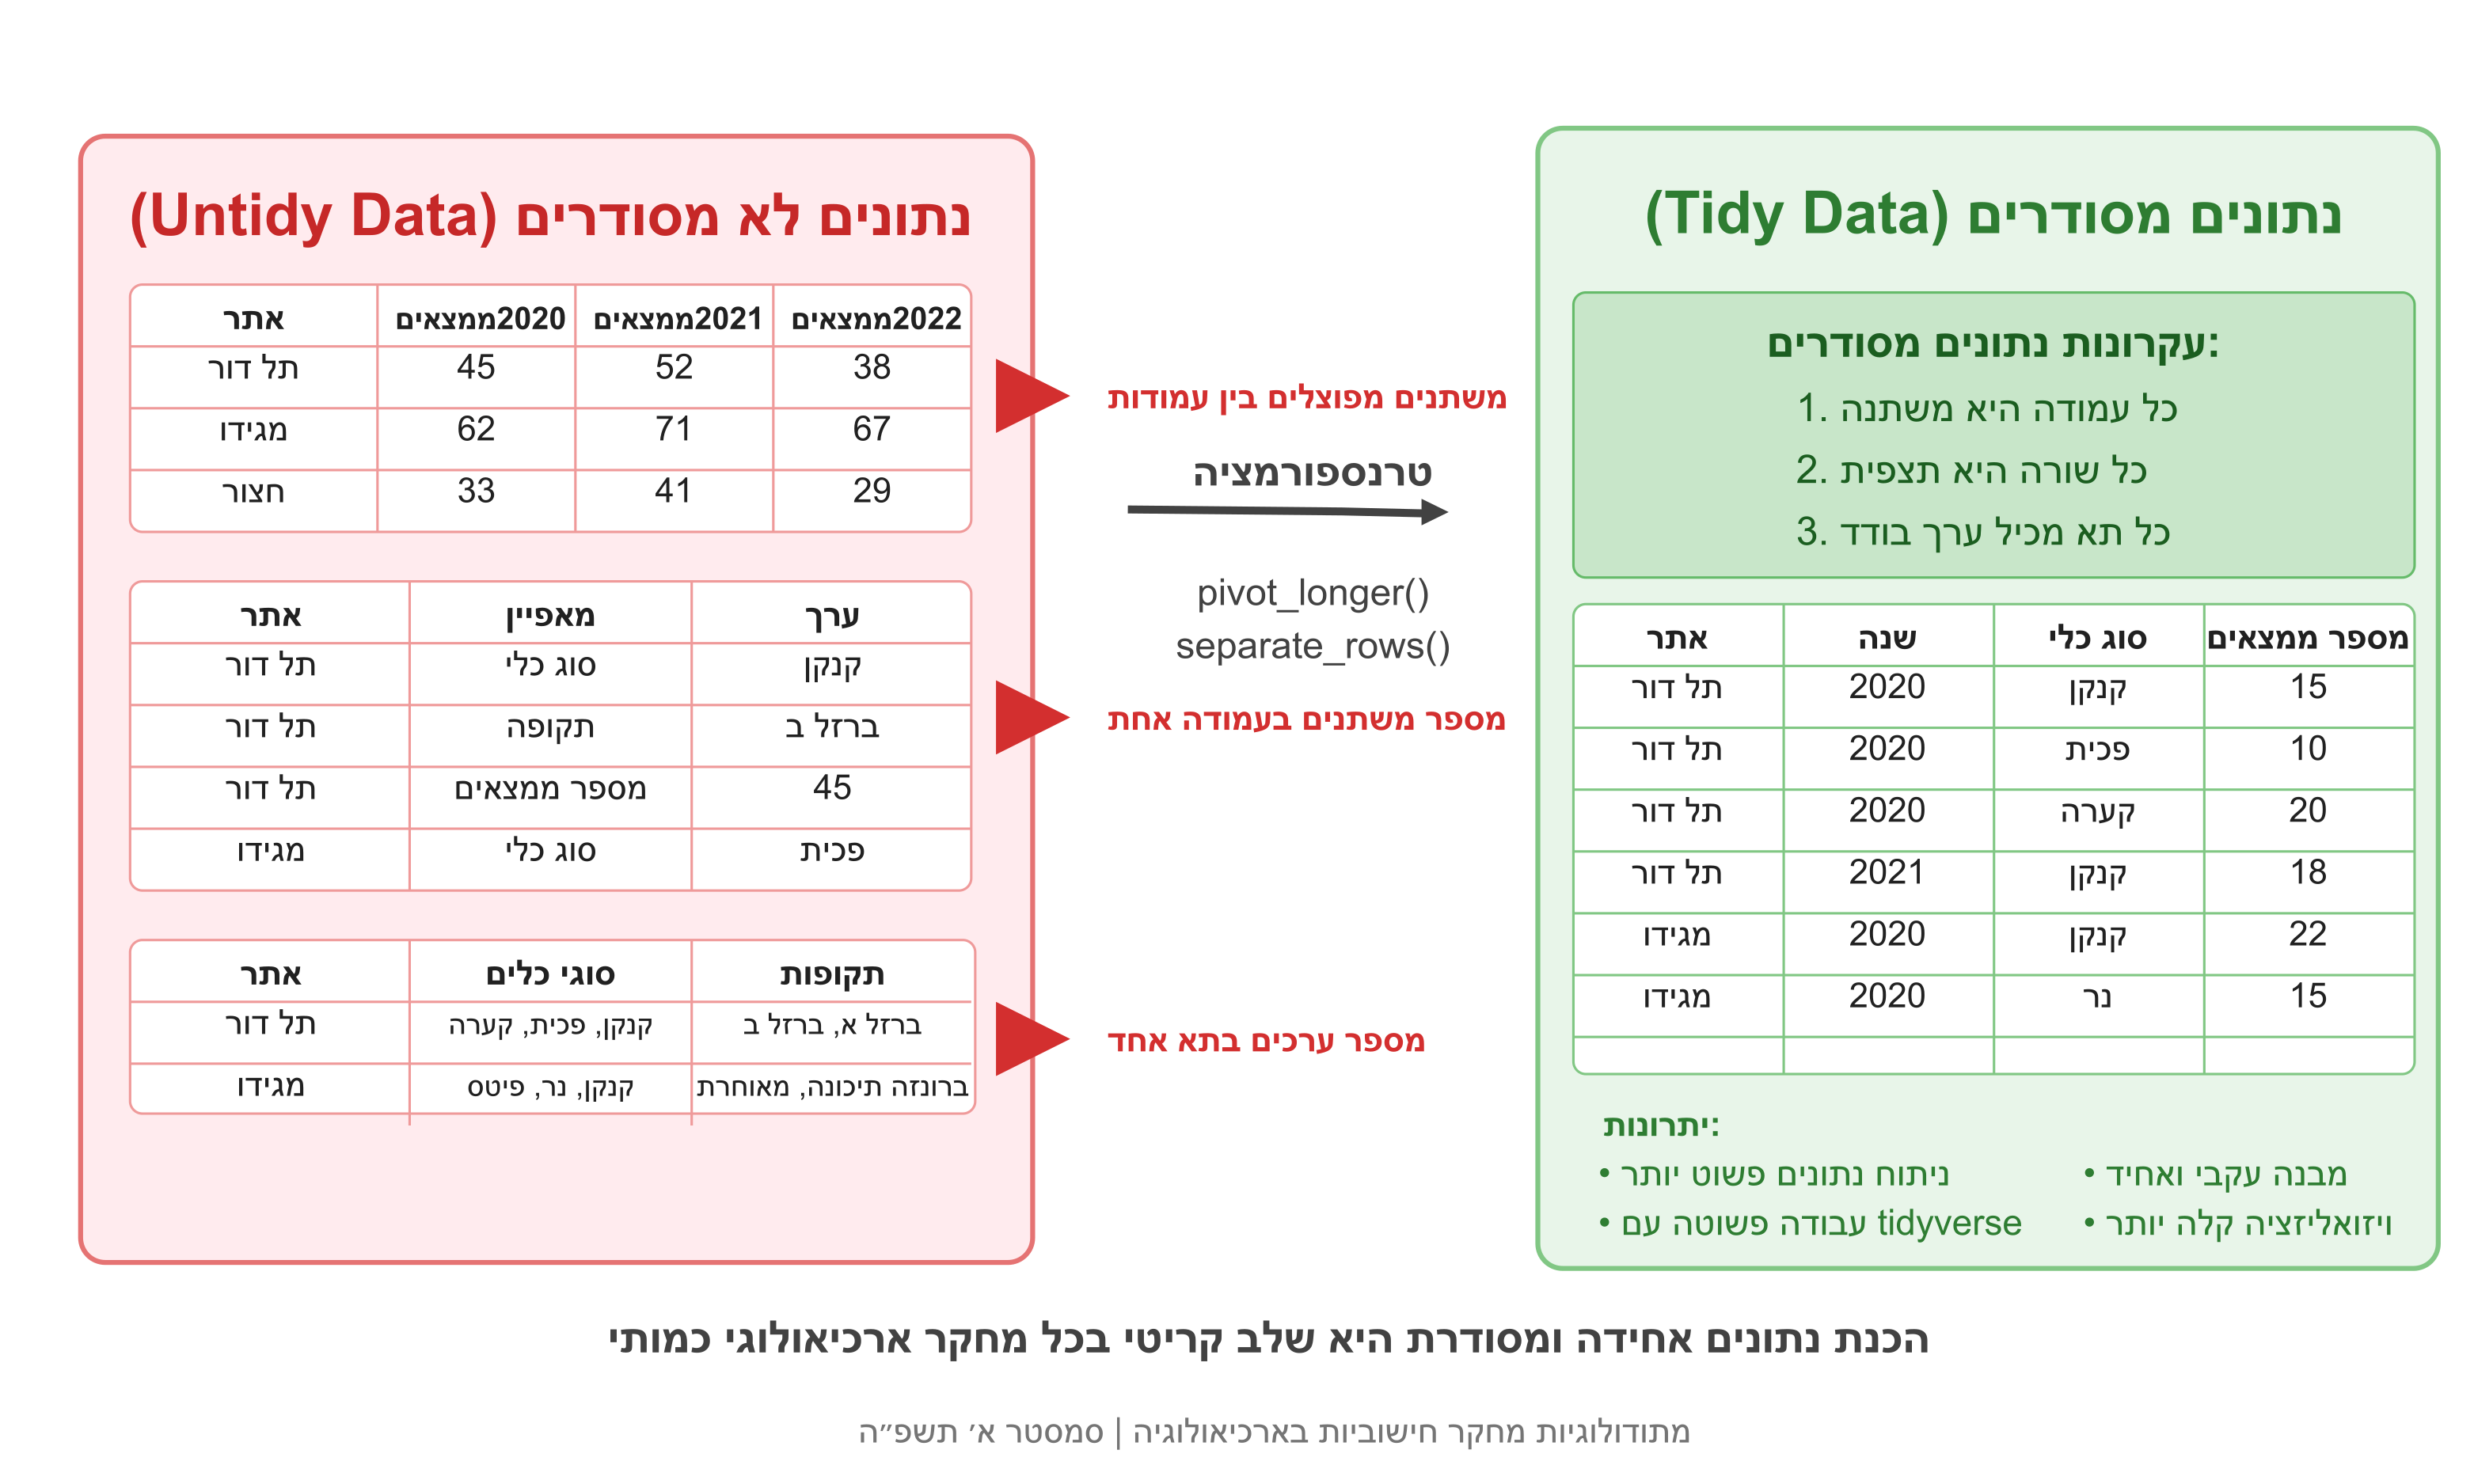 נתונים לא מסודרים (Untidy Data)
אתר ממצאים2020 ממצאים2021 ממצאים2022
תל דור 45 52 38
מגידו 62 71 67
חצור 33 41 29
אתר מאפיין ערך
תל דור סוג כלי קנקן
תל דור תקופה ברזל ב
תל דור מספר ממצאים 45
מגידו סוג כלי פכית
אתר סוגי כלים תקופות
תל דור קנקן, פכית, קערה ברזל א, ברזל ב
מגידו קנקן, נר, פיטס ברונזה תיכונה, מאוחרת
משתנים מפוצלים בין עמודות
טרנספורמציה
pivot_longer()
separate_rows()
מספר משתנים בעמודה אחת
מספר ערכים בתא אחד
נתונים מסודרים (Tidy Data)
עקרונות נתונים מסודרים:
1. כל עמודה היא משתנה
2. כל שורה היא תצפית
3. כל תא מכיל ערך בודד
אתר שנה סוג כלי מספר ממצאים
תל דור 2020 קנקן 15
תל דור 2020 פכית 10
תל דור 2020 קערה 20
תל דור 2021 קנקן 18
מגידו 2020 קנקן 22
מגידו 2020 נר 15
יתרונות:
• ניתוח נתונים פשוט יותר
• מבנה עקבי ואחיד
• עבודה פשוטה עם tidyverse
• ויזואליזציה קלה יותר
הכנת נתונים אחידה ומסודרת היא שלב קריטי בכל מחקר ארכיאולוגי כמותי
מתודולוגיות מחקר חישוביות בארכיאולוגיה | סמסטר א׳ תשפ״ה